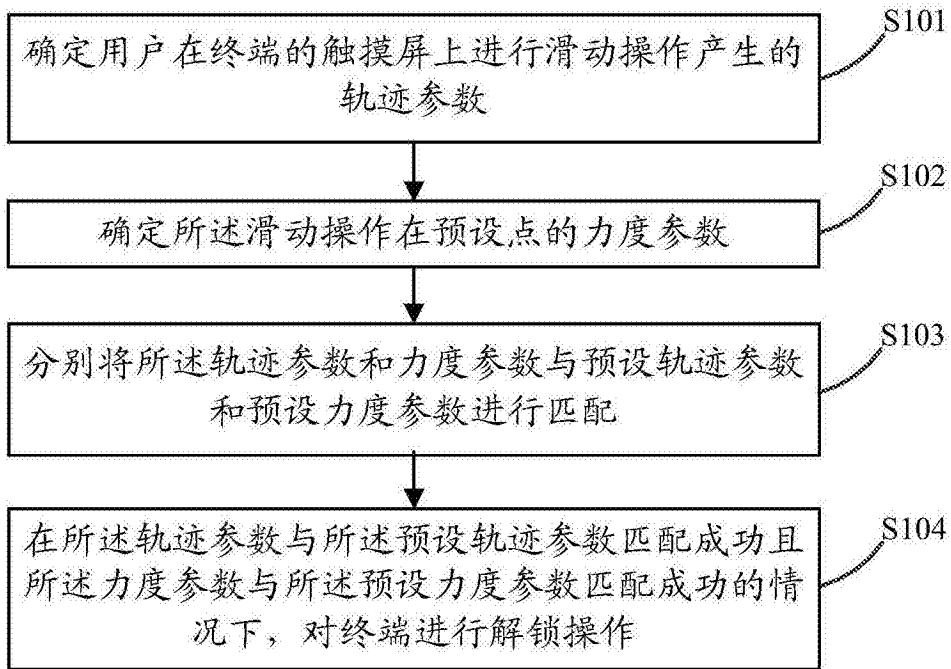 S101
确定用户在终端的触摸屏上进行滑动操作产生的
轨迹参数
S102
确定所述滑动操作在预设点的力度参数
S103
分别将所述轨迹参数和力度参数与预设轨迹参数
和预设力度参数进行匹配
S104
在所述轨迹参数与所述预设轨迹参数匹配成功且
所述力度参数与所述预设力度参数匹配成功的情
况下，对终端进行解锁操作